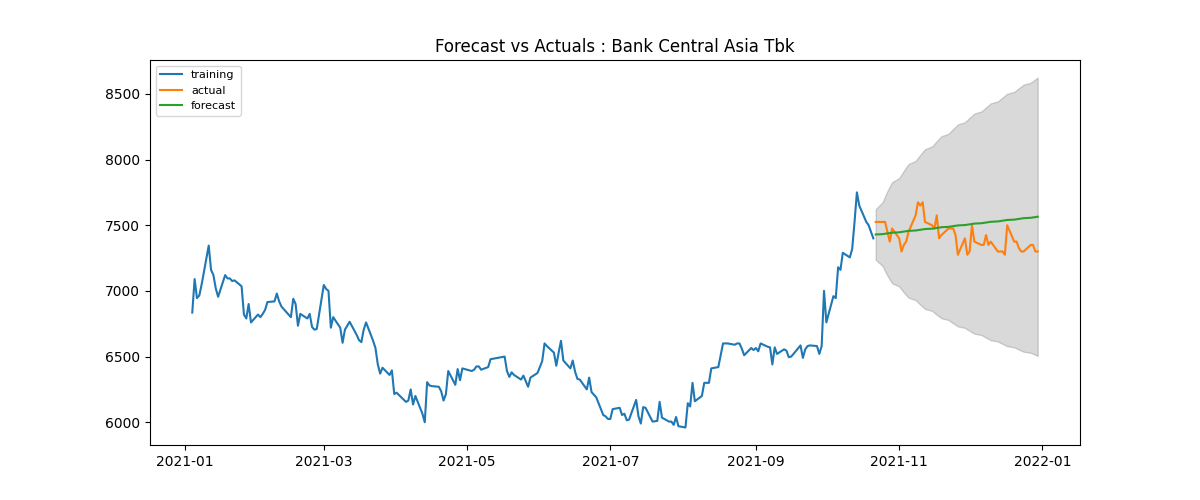 Forecast vs Actuals : Bank Central Asia Tbk
training
actual
forecast
8500
8000
7500
7000
6500
6000
2021-01 2021-03 2021-05 2021-07 2021-09 2021-11 2022-01